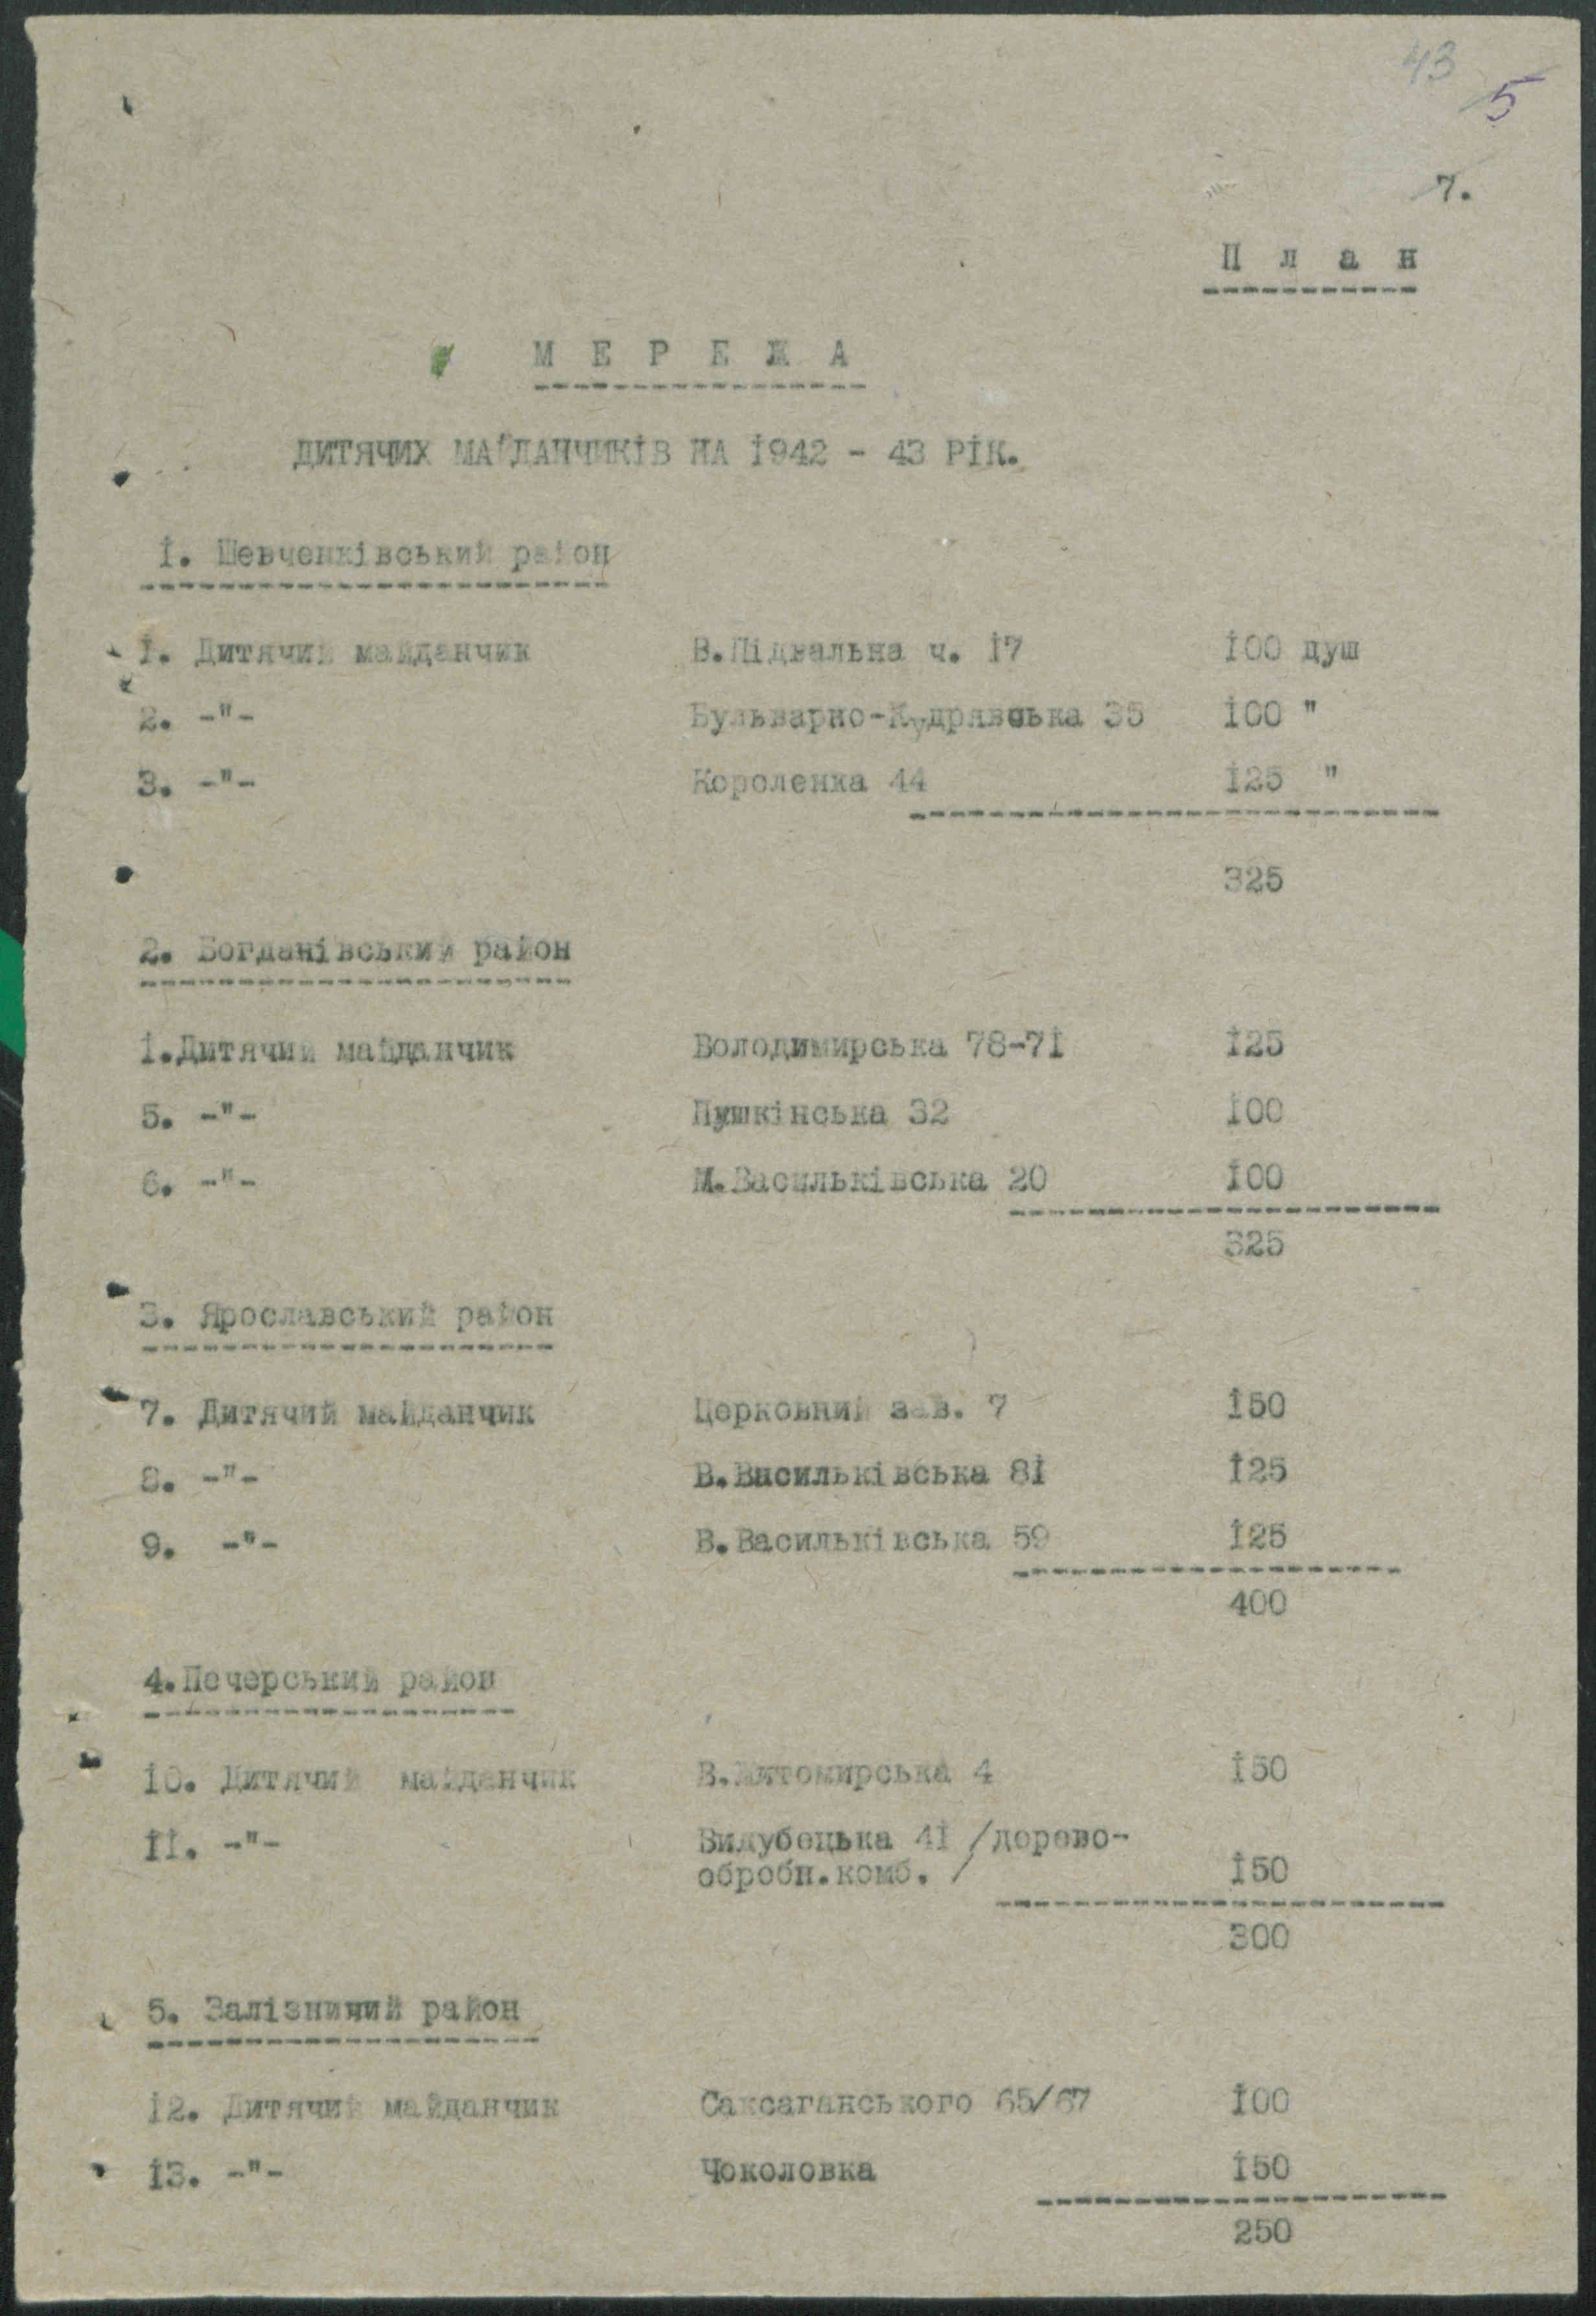 43
5
7.
П л а н
М Е Р Е Ж А
ДИТЯЧИХ МАЙДАНЧИКІВ НА 1942 - 43 РІК.
1. Шевченківський район
1. Дитячий майданчик В.Підвальна ч. 17 100 душ
2. -"- Бульварно-Кудрявська 35 100 "
3. -"- Короленка 44 125 "
325
2. Богданівський район
1.Дитячий майданчик Володимирська 78-71 125
5. -"- Пушкінська 32 100
6. -"- М.Васильківська 20 100
325
3. Ярославський район
7. Дитячий майданчик Церковний зав. 7 150
8. -"- В.Васильківська 81 125
9. -"- В.Васильківська 59 125
400
4.Печерський район
10. Дитячий майданчик В.Житомирська 4 150
11. -"- Видубецька 41 /дерево-
обробн.комб. / 150
300
5. Залізничий район
12. Дитячий майданчик Саксаганського 65/67 100
13. -"- Чоколовка 150
250